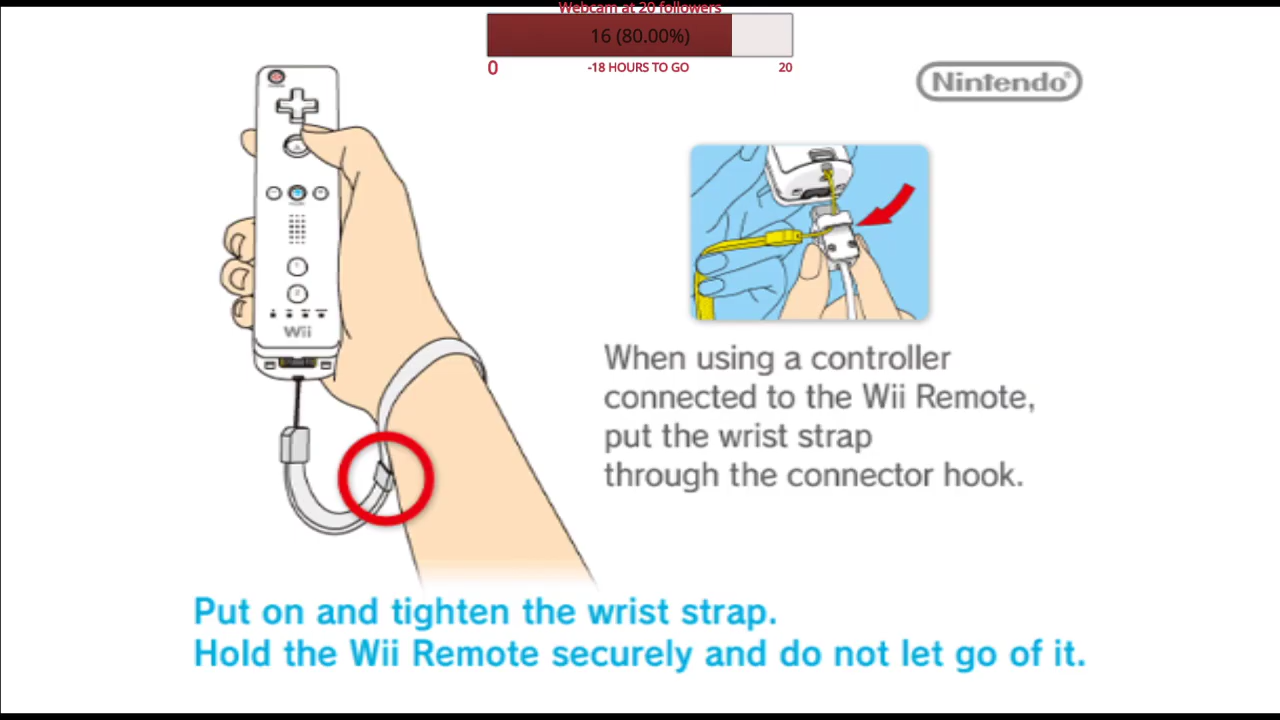 Webcam at 20 followers
16 (80.00%)
0
-18 HOURS TO GO
20
Nintendo®
Wii
When using a controller
connected to the Wii Remote,
put the wrist strap
through the connector hook.
Put on and tighten the wrist strap.
Hold the Wii Remote securely and do not let go of it.